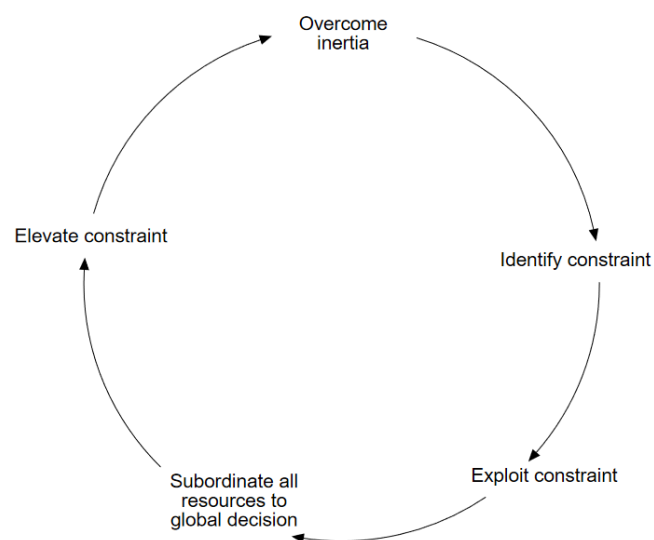 Overcome
inertia
Identify constraint
Exploit constraint
Subordinate all
resources to
global decision
Elevate constraint